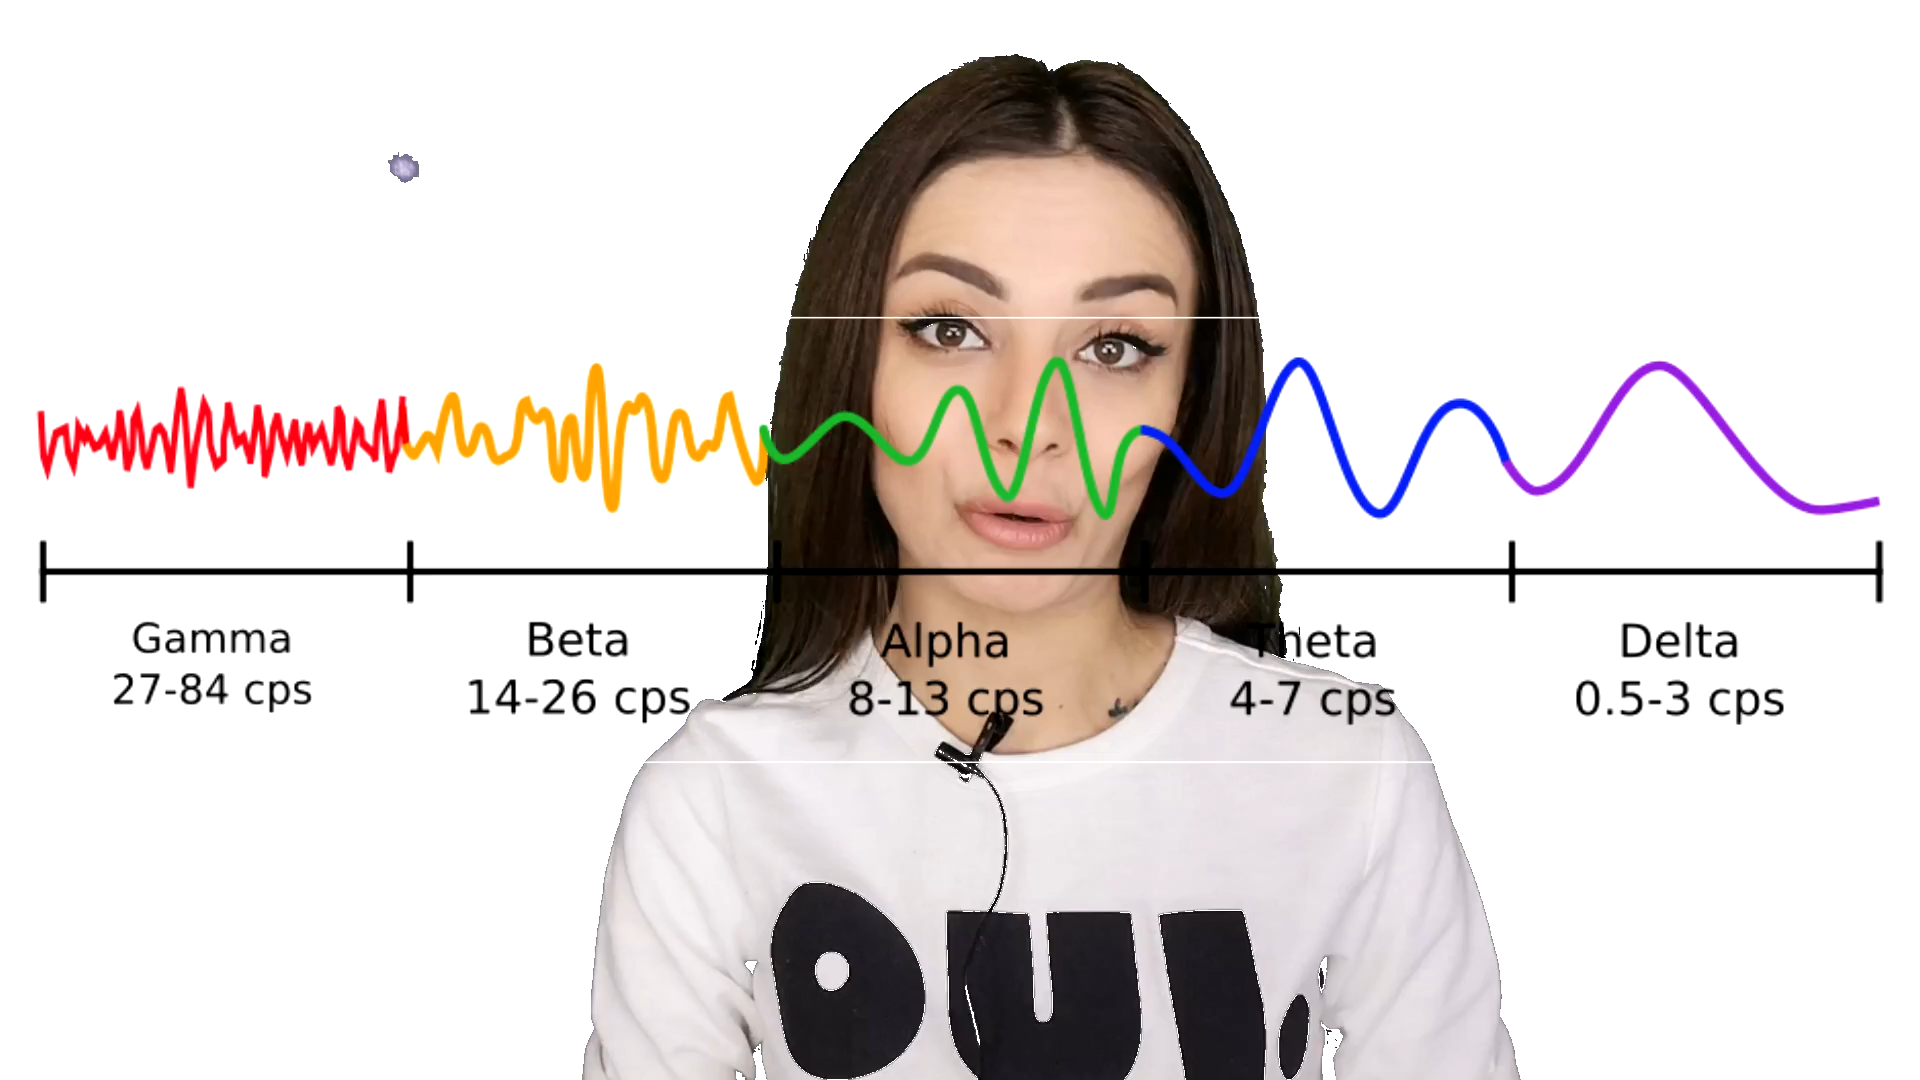 Gamma
27-84 cps
Beta
14-26 cps
Alpha
8-13 cps
Theta
4-7 cps
Delta
0.5-3 cps
OUI.